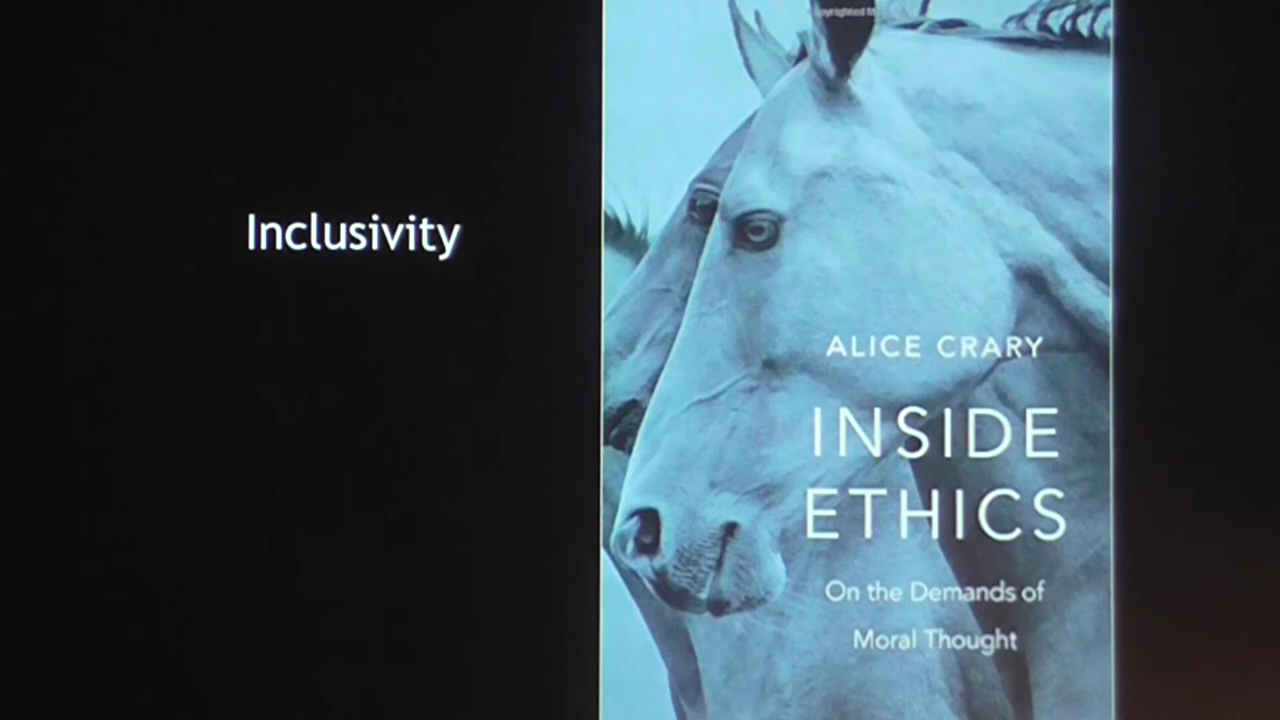 Inclusivity
ALICE CRARY
INSIDE
ETHICS
On the Demands of
Moral Thought